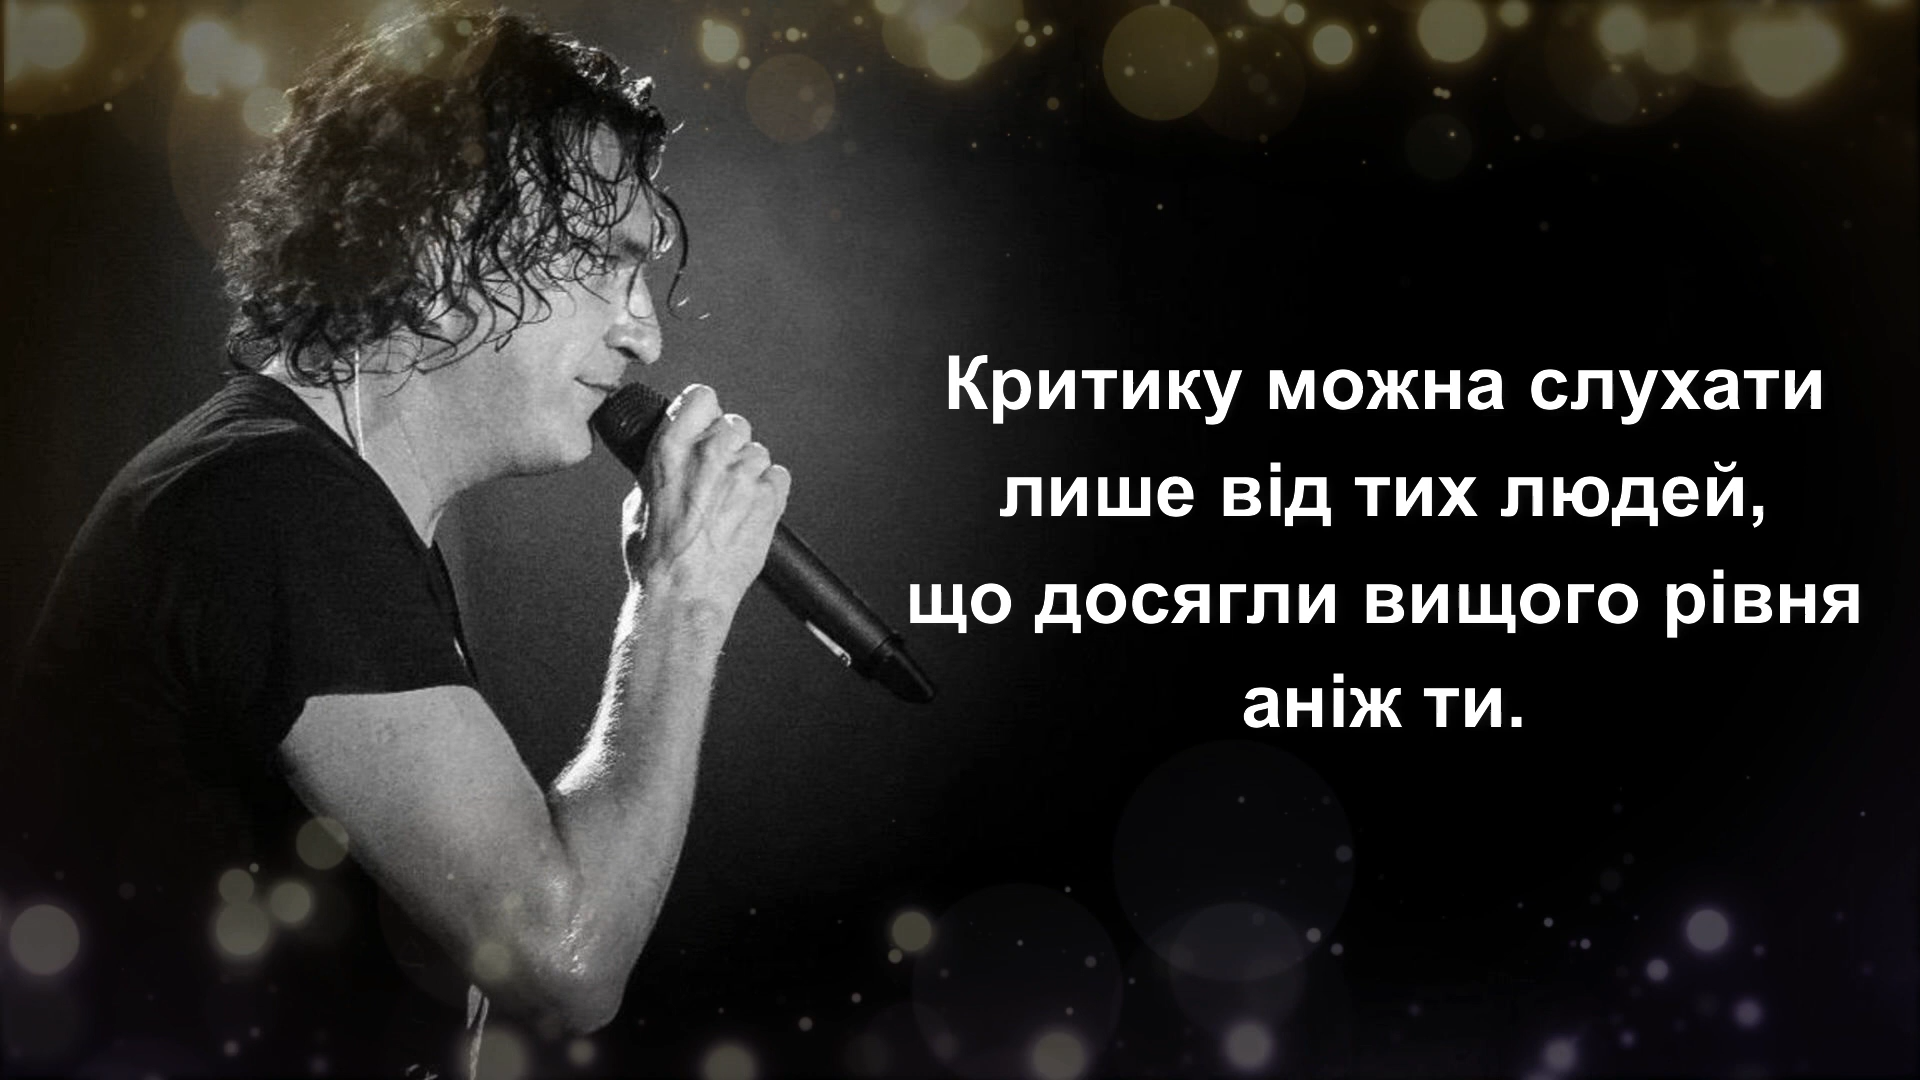 Критику можна слухати
лише від тих людей,
що досягли вищого рівня
аніж ти.